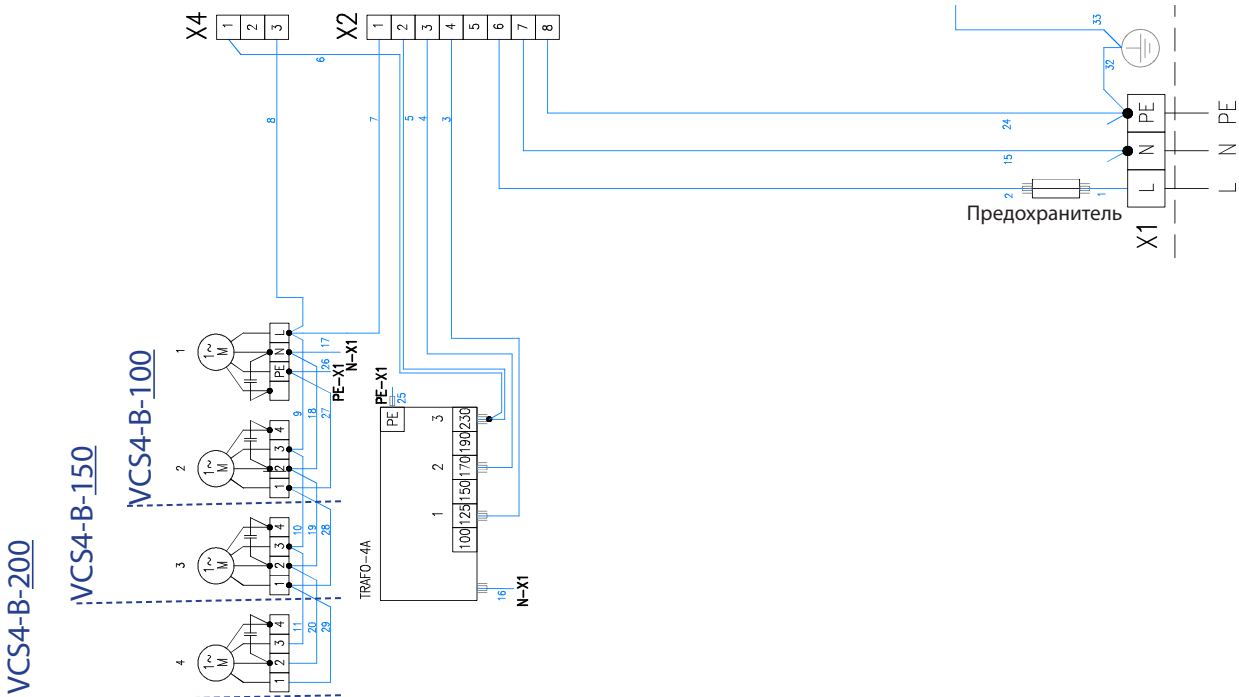 X4
1
2
3
X2
1
2
3
4
5
6
7
8
33
32
6
8
7
5
4
3
24
15
2
1
Предохранитель
L
N
PE
X1
L
N
PE
VCS4-B-100
VCS4-B-150
VCS4-B-200
1
1~
M
PE
N
L
17
26
N-X1
PE-X1
9
18
27
2
1~
M
1
2
3
4
10
19
28
3
1~
M
1
2
3
4
11
20
29
4
1~
M
1
2
3
4
TRAFO-4A
PE-X1
25
PE
1
2
3
100
125
150
170
190
230
16
N-X1